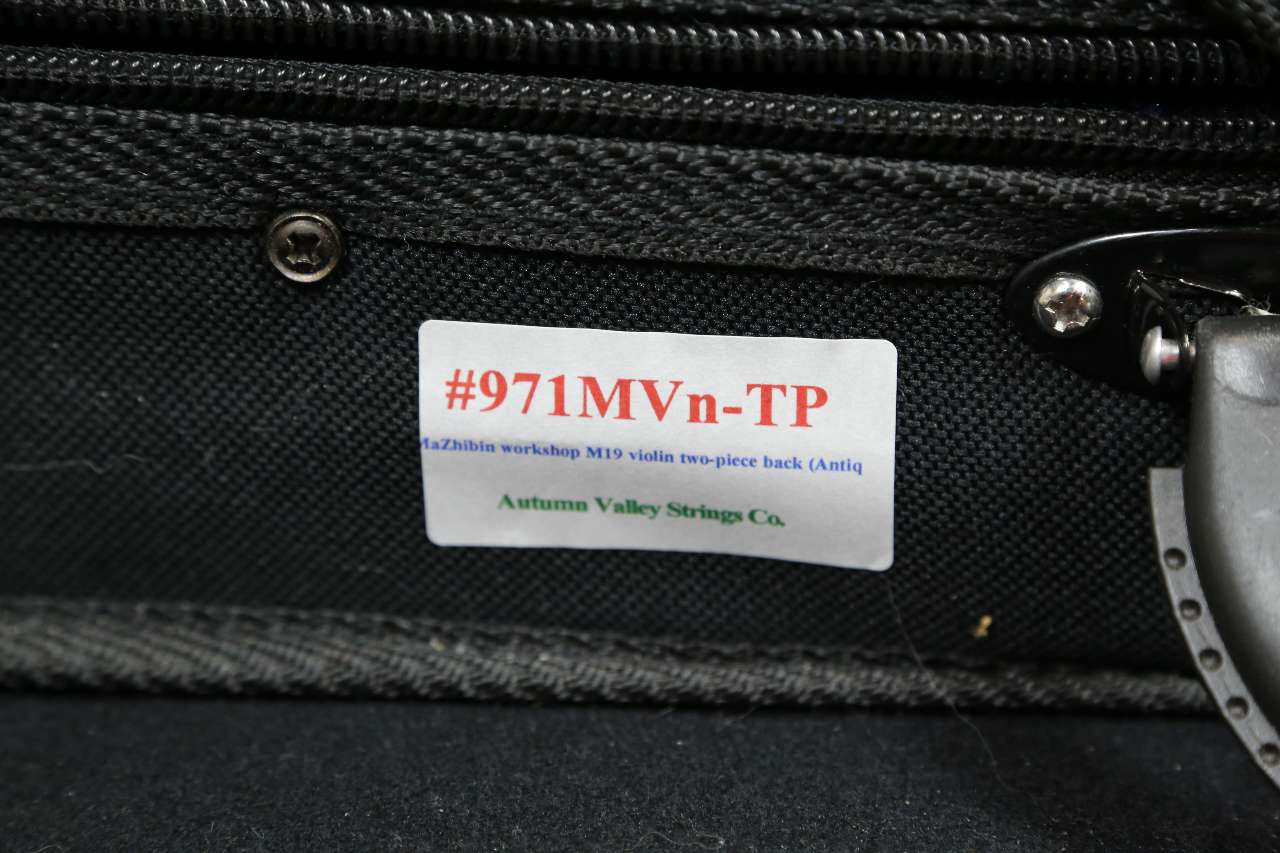 #971MVn-TP
MaZhibin workshop M19 violin two-piece back (Antiq
Autumn Valley Strings Co.